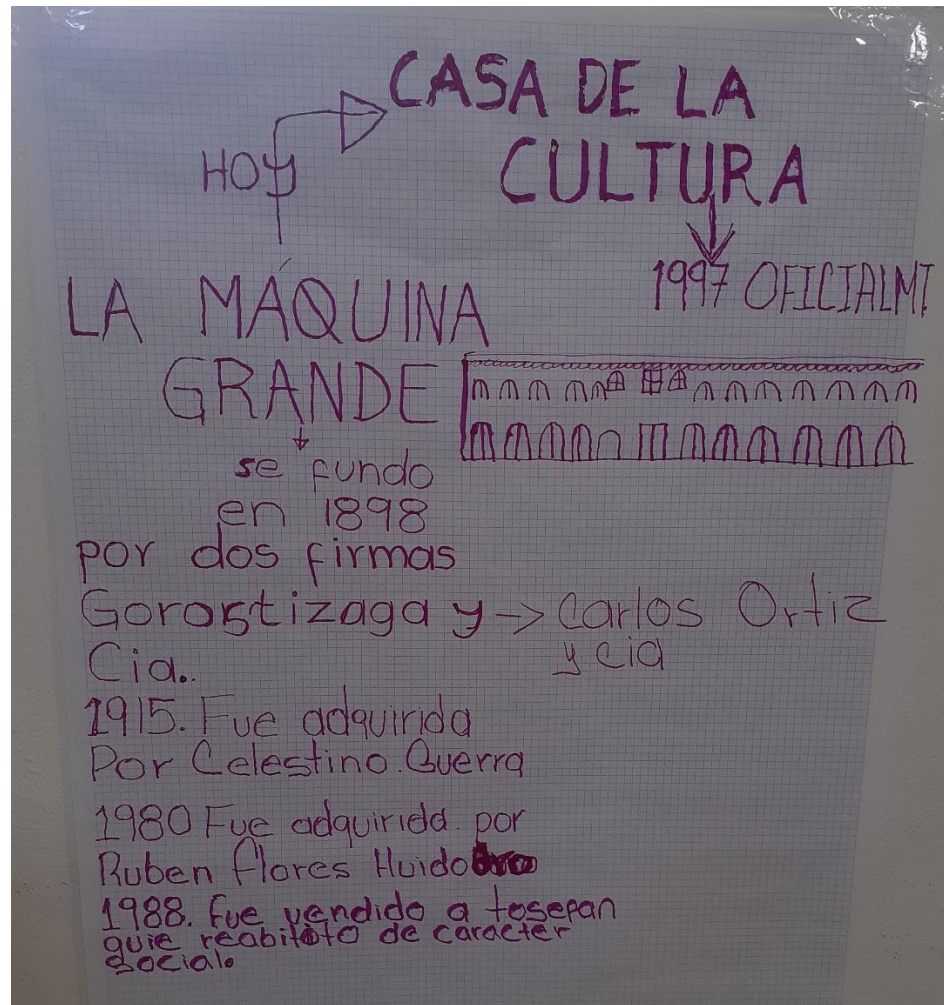 CASA DE LA
CULTURA
HOY
1997 OFICIALMT
LA MÁQUINA
GRANDE
se fundo
en 1898
por dos firmas
Gorostizaga y → Carlos Ortiz
Cia.. y cia
1915. Fue adquirida
Por Celestino.Guerra
1980 Fue adquirida. por
Ruben flores Huidobro
1988. fue vendido a tosepan
quie reabilitoto de caracter
social.